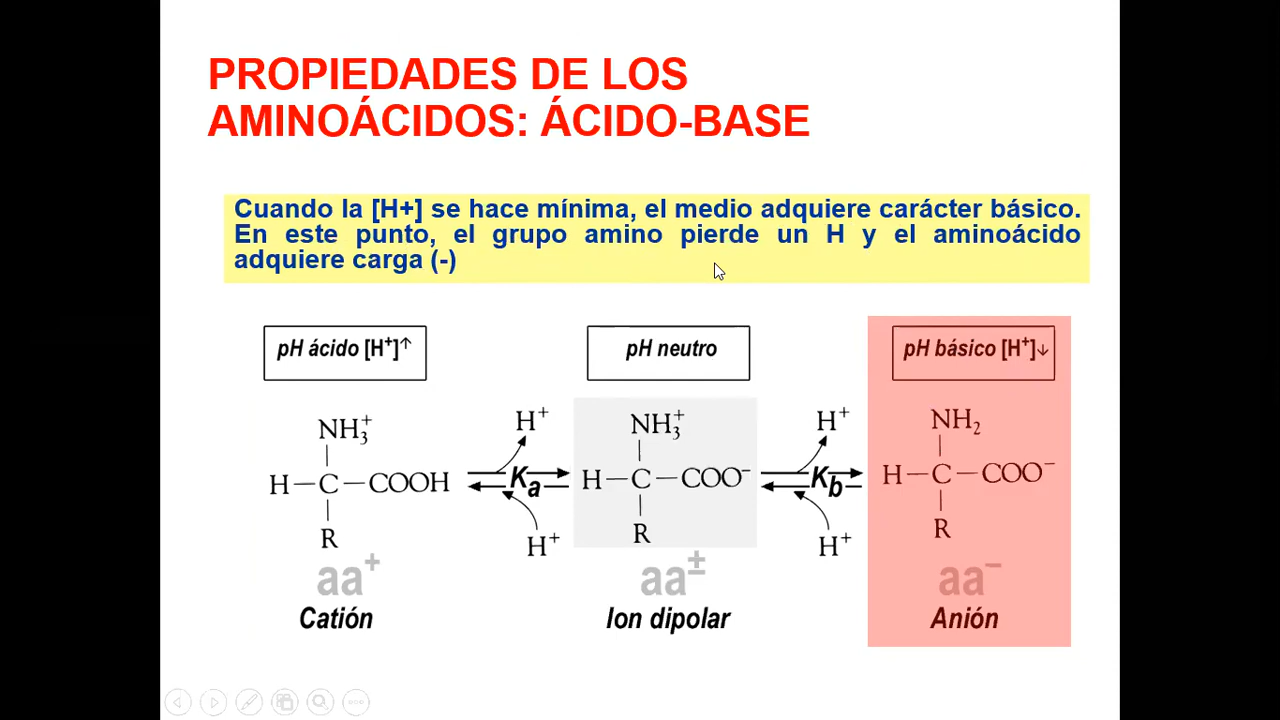 PROPIEDADES DE LOS
AMINOÁCIDOS: ÁCIDO-BASE
Cuando la [H+] se hace mínima, el medio adquiere carácter básico.
En este punto, el grupo amino pierde un H y el aminoácido
adquiere carga (-)
pH ácido [H⁺]↑
pH neutro
pH básico [H⁺]↓
NH₃⁺
H⁺
NH₃⁺
H⁺
NH₂
H—C—COOH
Kₐ
H—C—COO⁻
K_b
H—C—COO⁻
R
H⁺
R
H⁺
R
aa⁺
aa±
aa⁻
Catión
Ion dipolar
Anión